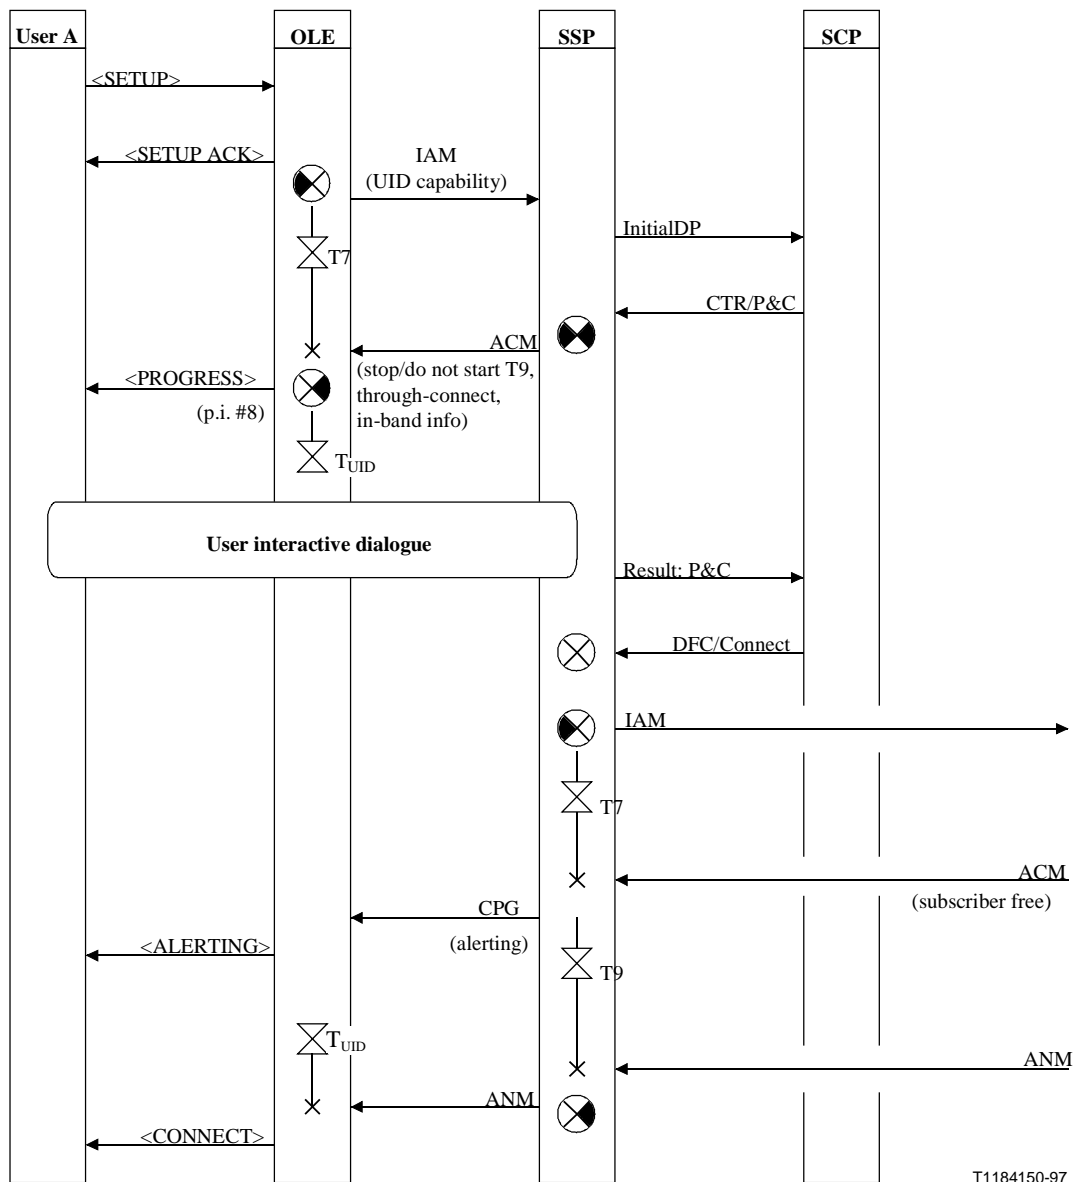 User A OLE SSP SCP
<SETUP>
<SETUP ACK>
IAM
(UID capability)
InitialDP
T7
CTR/P&C
ACM
(stop/do not start T9,
through-connect,
in-band info)
<PROGRESS>
(p.i. #8)
TUID
User interactive dialogue
Result: P&C
DFC/Connect
IAM
T7
ACM
(subscriber free)
CPG
(alerting)
<ALERTING>
T9
TUID
ANM
ANM
<CONNECT>
T1184150-97